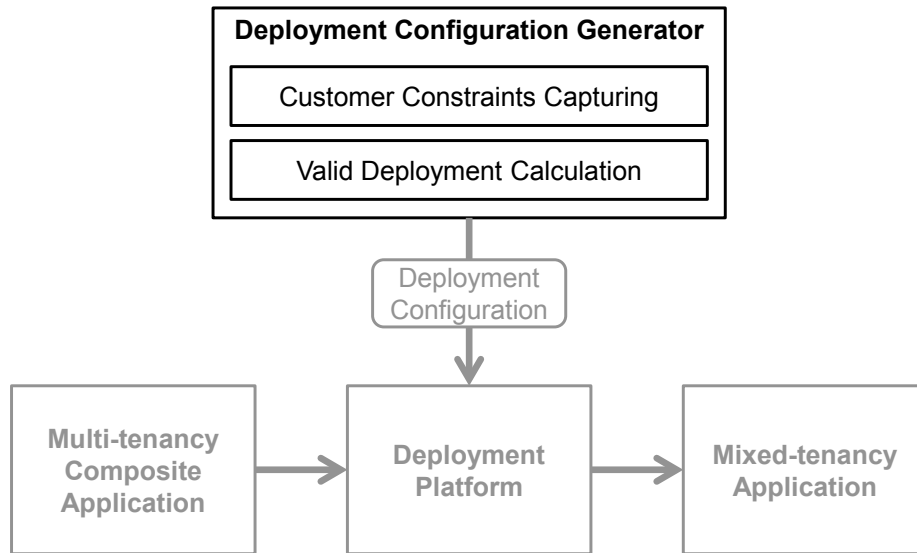 Deployment Configuration Generator
Customer Constraints Capturing
Valid Deployment Calculation
Deployment
Configuration
Multi-tenancy
Composite
Application
Deployment
Platform
Mixed-tenancy
Application